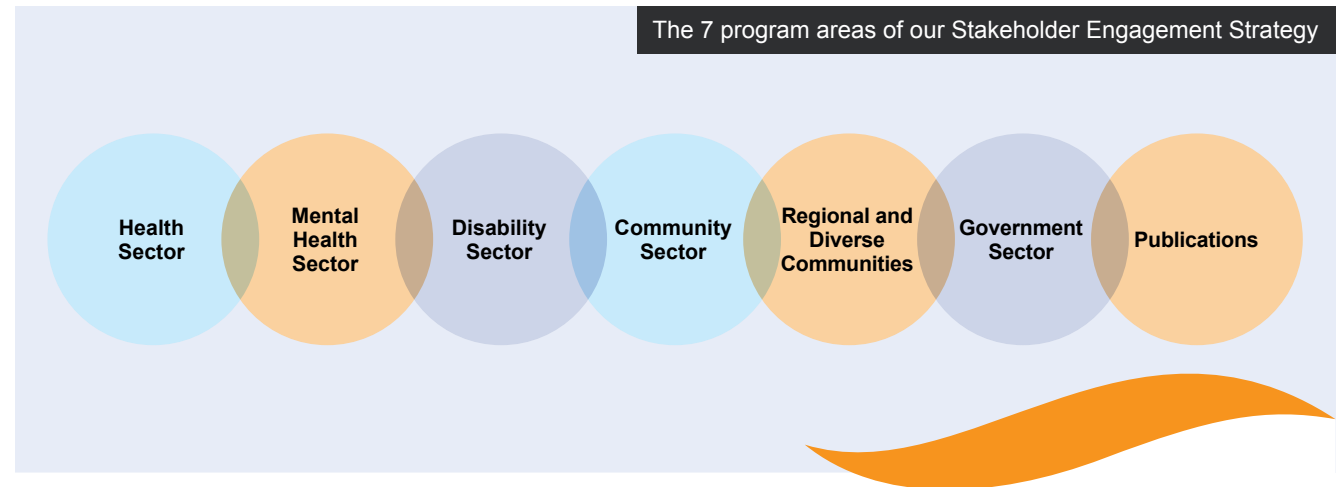 The 7 program areas of our Stakeholder Engagement Strategy
Health
Sector
Mental
Health
Sector
Disability
Sector
Community
Sector
Regional and
Diverse
Communities
Government
Sector
Publications